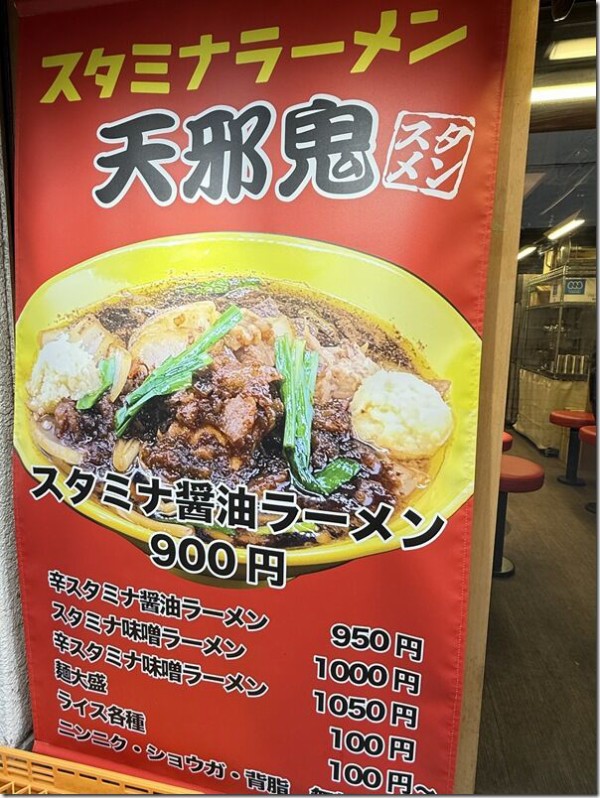 スタミナラーメン
天邪鬼
スタ
メン
スタミナ醤油ラーメン
900円
辛スタミナ醤油ラーメン 950円
スタミナ味噌ラーメン 1000円
辛スタミナ味噌ラーメン 1050円
麺大盛 100円
ライス各種 100円~
ニンニク・ショウガ・背脂